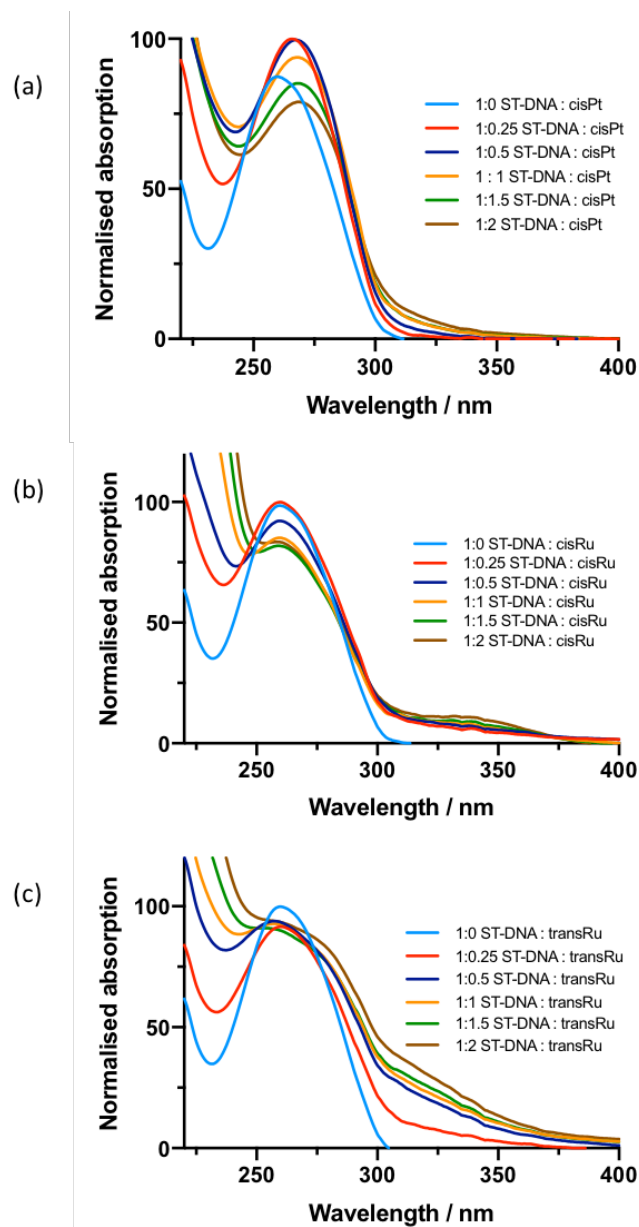 (a)
Normalised absorption
100
50
0
250
300
350
400
Wavelength / nm
1:0 ST-DNA : cisPt
1:0.25 ST-DNA : cisPt
1:0.5 ST-DNA : cisPt
1 : 1 ST-DNA : cisPt
1:1.5 ST-DNA : cisPt
1:2 ST-DNA : cisPt
(b)
Normalised absorption
100
50
0
250
300
350
400
Wavelength / nm
1:0 ST-DNA : cisRu
1:0.25 ST-DNA : cisRu
1:0.5 ST-DNA : cisRu
1:1 ST-DNA : cisRu
1:1.5 ST-DNA : cisRu
1:2 ST-DNA : cisRu
(c)
Normalised absorption
100
50
0
250
300
350
400
Wavelength / nm
1:0 ST-DNA : transRu
1:0.25 ST-DNA : transRu
1:0.5 ST-DNA : transRu
1:1 ST-DNA : transRu
1:1.5 ST-DNA : transRu
1:2 ST-DNA : transRu